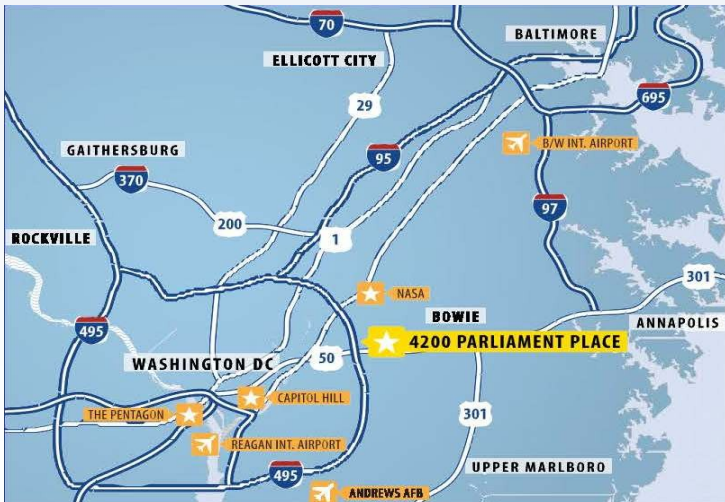 70
BALTIMORE
ELLICOTT CITY
29
695
GAITHERSBURG
95
B/W INT. AIRPORT
370
97
200
1
ROCKVILLE
301
NASA
BOWIE
ANNAPOLIS
495
4200 PARLIAMENT PLACE
WASHINGTON DC
50
CAPITOL HILL
THE PENTAGON
301
REAGAN INT. AIRPORT
UPPER MARLBORO
495
ANDREWS AFB